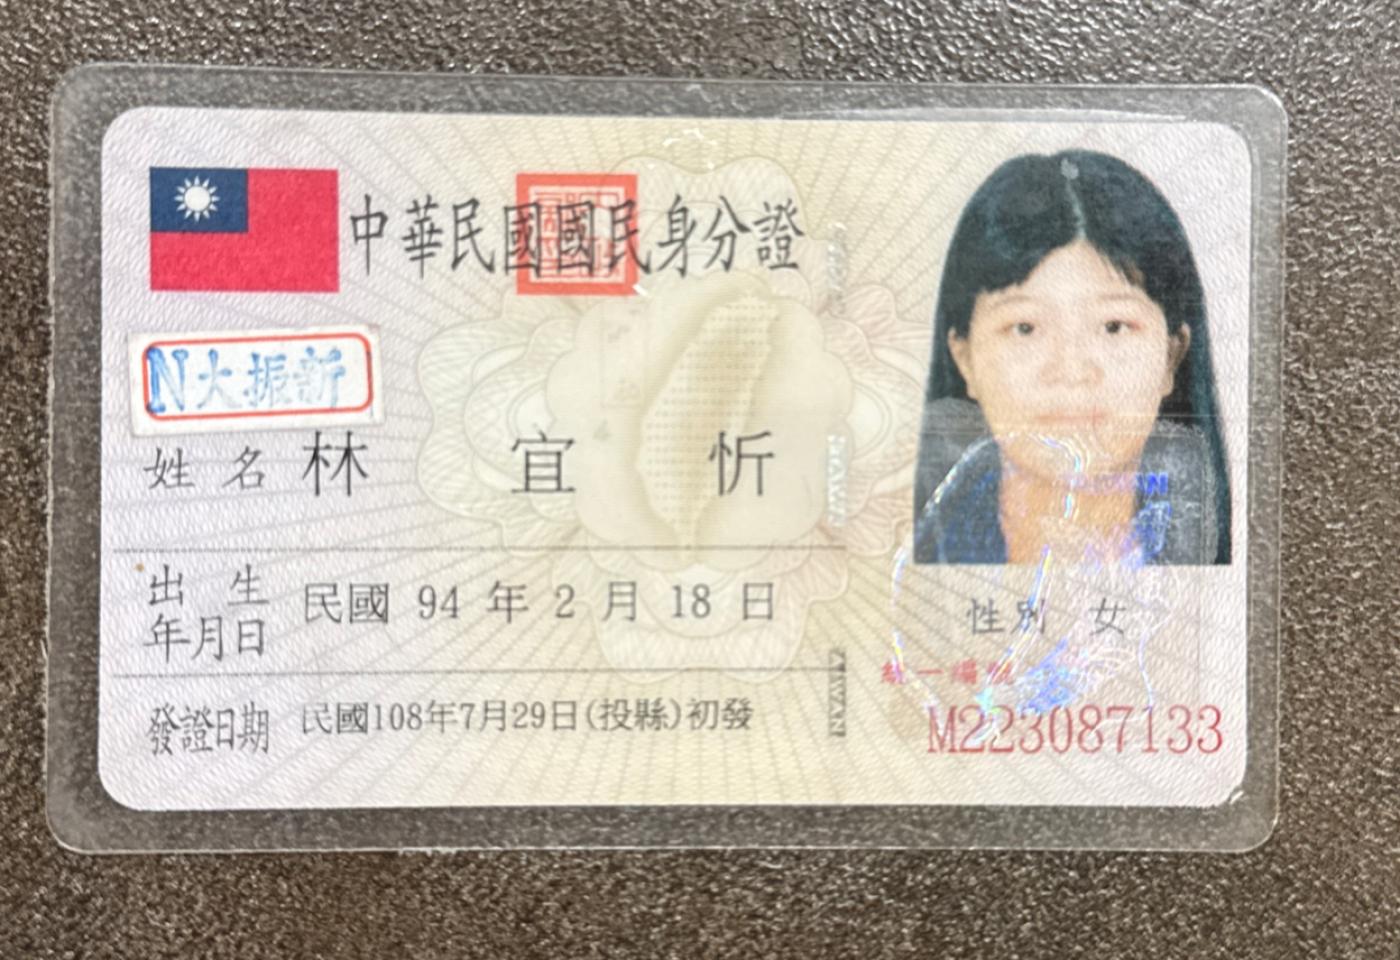 中華民國國民身分證
N大振新
姓名 林宜忻
出生年月日 民國 94 年 2 月 18 日
發證日期 民國108年7月29日(投縣)初發
性別 女
統一編號
M223087133
TAIWAN